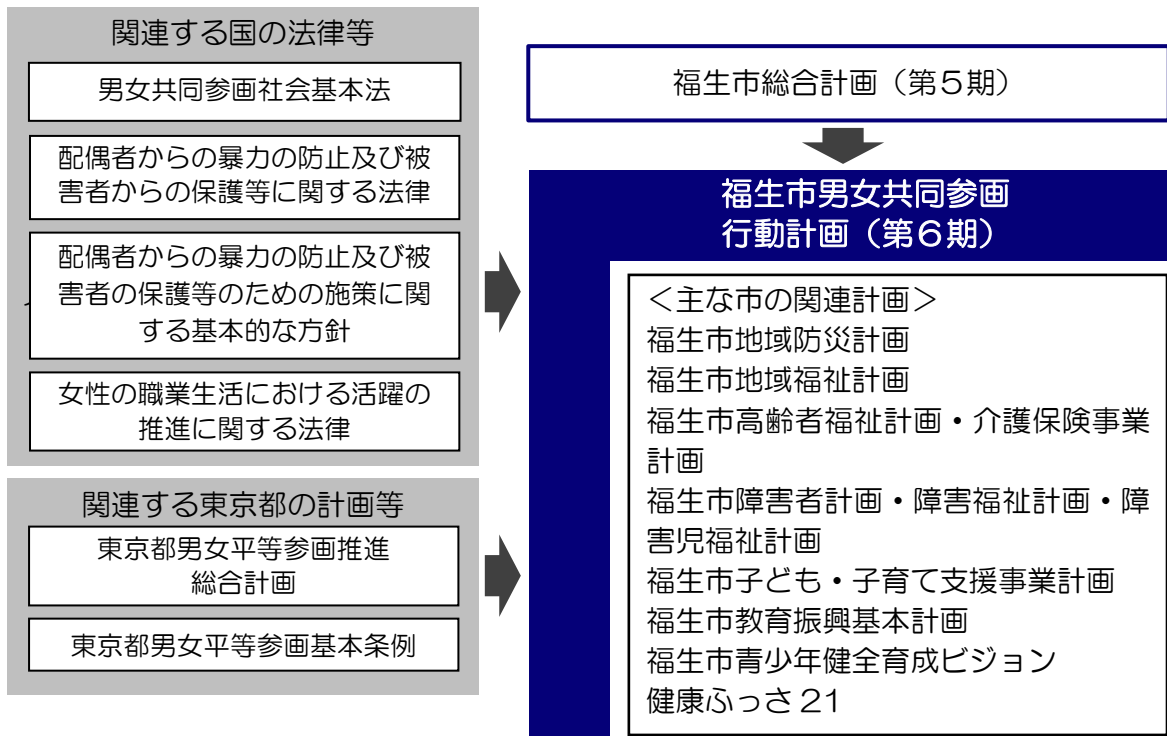 関連する国の法律等
男女共同参画社会基本法
配偶者からの暴力の防止及び被
害者からの保護等に関する法律
配偶者からの暴力の防止及び被
害者の保護等のための施策に関
する基本的な方針
女性の職業生活における活躍の
推進に関する法律
関連する東京都の計画等
東京都男女平等参画推進
総合計画
東京都男女平等参画基本条例
福生市総合計画（第５期）
福生市男女共同参画
行動計画（第６期）
＜主な市の関連計画＞
福生市地域防災計画
福生市地域福祉計画
福生市高齢者福祉計画・介護保険事業
計画
福生市障害者計画・障害福祉計画・障
害児福祉計画
福生市子ども・子育て支援事業計画
福生市教育振興基本計画
福生市青少年健全育成ビジョン
健康ふっさ 21